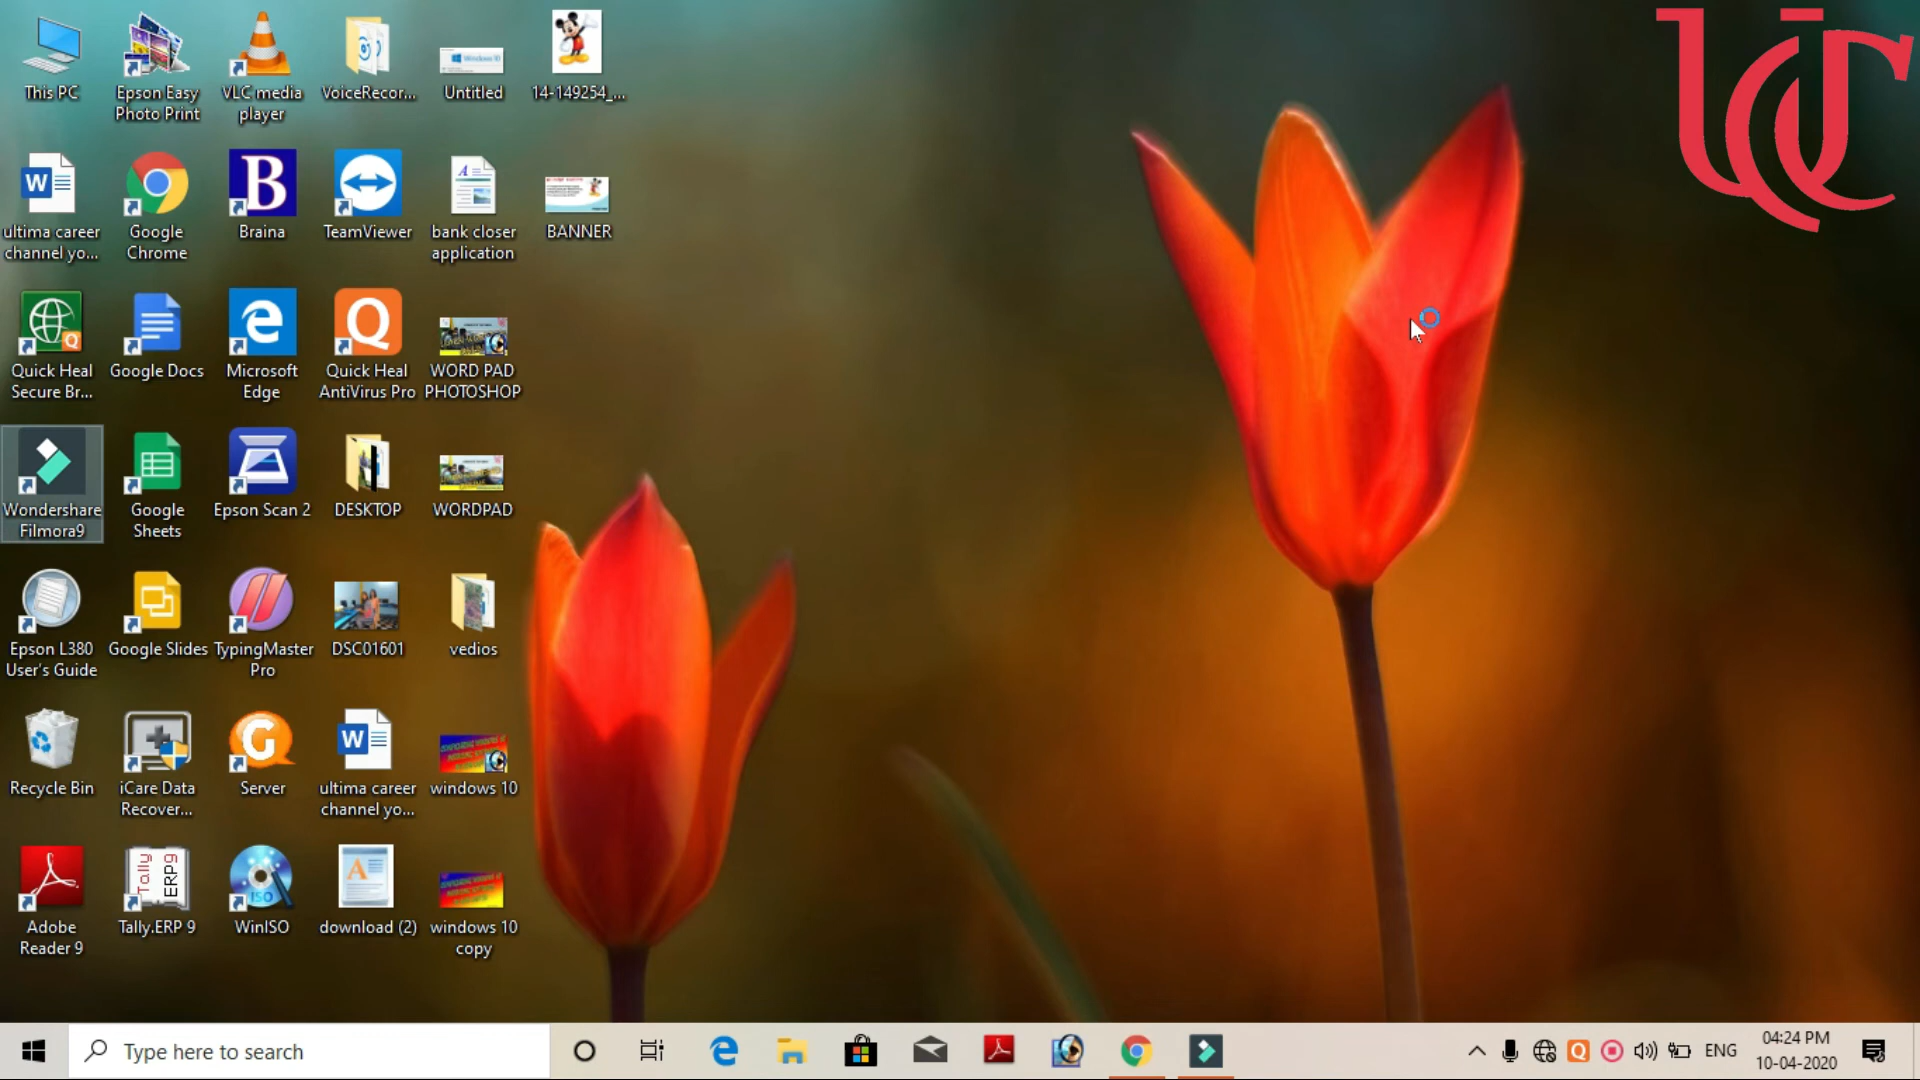 This PC
Epson Easy
Photo Print
VLC media
player
VoiceRecor...
Untitled
14-149254_...
ultima career
channel yo...
Google
Chrome
Braina
TeamViewer
bank closer
application
BANNER
Quick Heal
Secure Br...
Google Docs
Microsoft
Edge
Quick Heal
AntiVirus Pro
WORD PAD
PHOTOSHOP
Wondershare
Filmora9
Google
Sheets
Epson Scan 2
DESKTOP
WORDPAD
Epson L380
User's Guide
Google Slides
TypingMaster
Pro
DSC01601
vedios
Recycle Bin
iCare Data
Recover...
Server
ultima career
channel yo...
windows 10
Adobe
Reader 9
Tally
ERP9
Tally.ERP 9
ISO
WinISO
download (2)
windows 10
copy
UCC
Type here to search
ENG
04:24 PM
10-04-2020